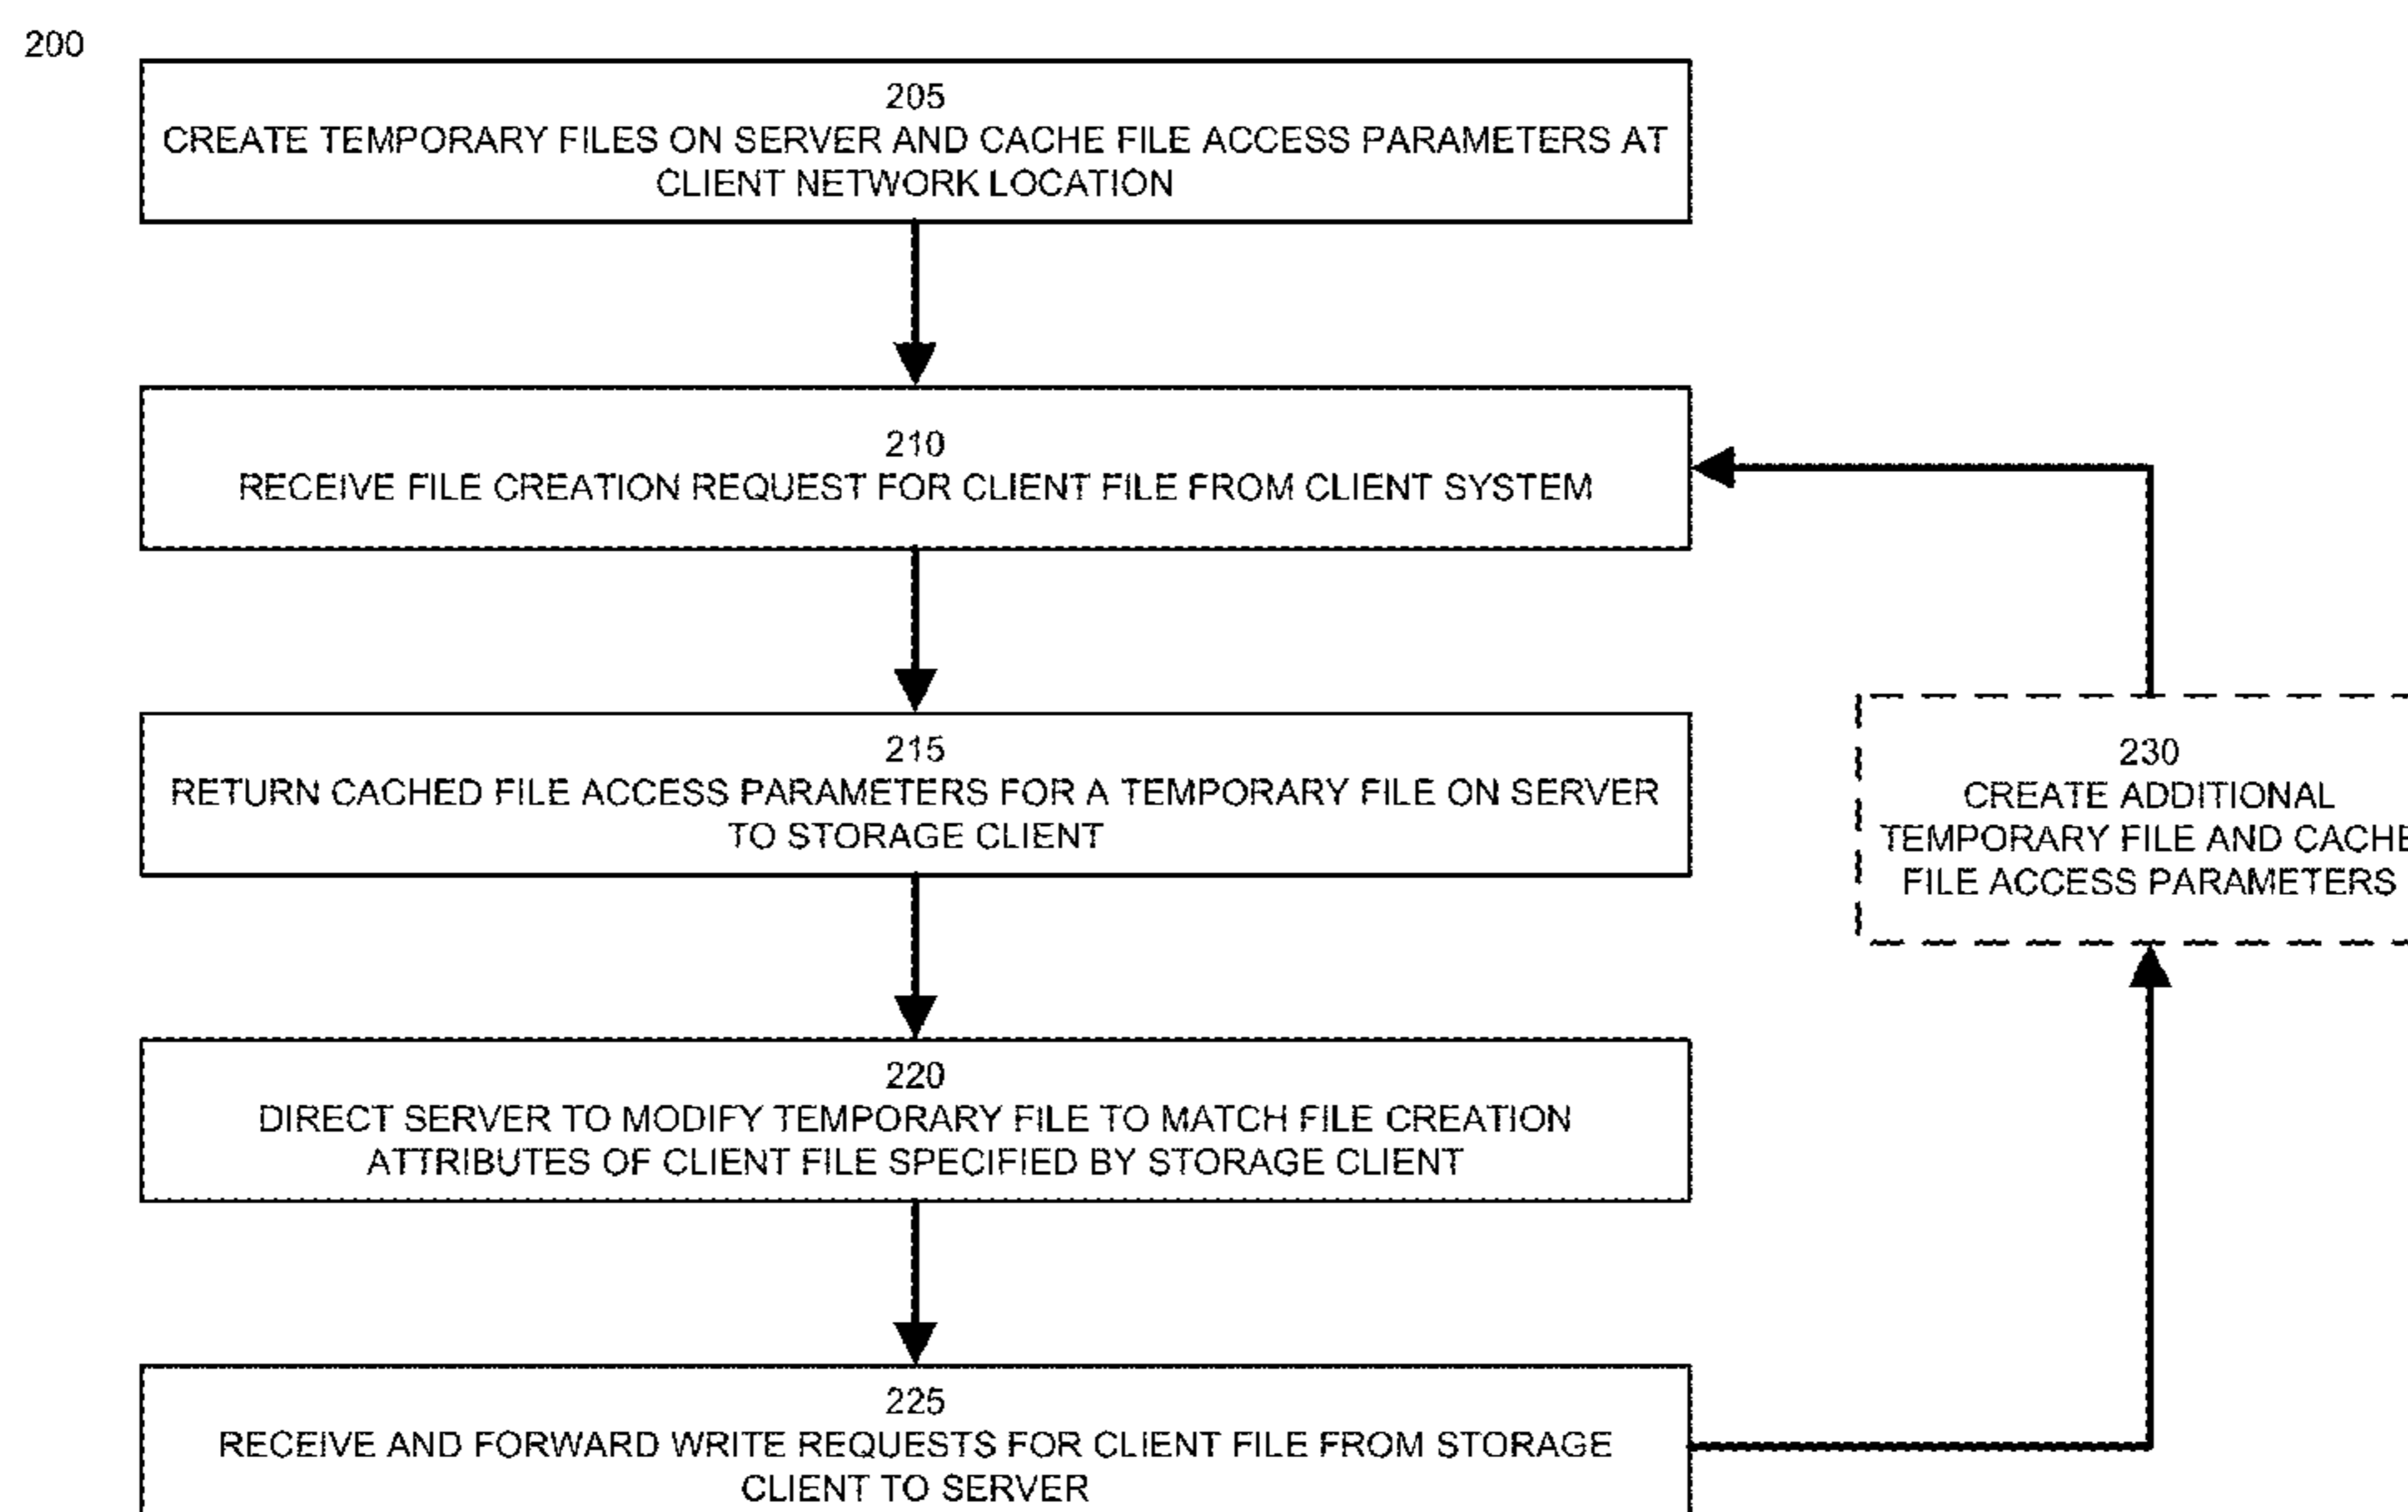 200
205
CREATE TEMPORARY FILES ON SERVER AND CACHE FILE ACCESS PARAMETERS AT
CLIENT NETWORK LOCATION
210
RECEIVE FILE CREATION REQUEST FOR CLIENT FILE FROM CLIENT SYSTEM
215
RETURN CACHED FILE ACCESS PARAMETERS FOR A TEMPORARY FILE ON SERVER
TO STORAGE CLIENT
230
CREATE ADDITIONAL
TEMPORARY FILE AND CACHE
FILE ACCESS PARAMETERS
220
DIRECT SERVER TO MODIFY TEMPORARY FILE TO MATCH FILE CREATION
ATTRIBUTES OF CLIENT FILE SPECIFIED BY STORAGE CLIENT
225
RECEIVE AND FORWARD WRITE REQUESTS FOR CLIENT FILE FROM STORAGE
CLIENT TO SERVER